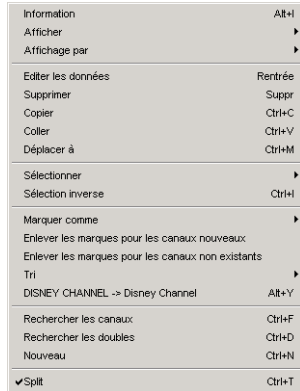 Information Alt+I
Afficher
Affichage par
Editer les données Rentrée
Supprimer Suppr
Copier Ctrl+C
Coller Ctrl+V
Déplacer à Ctrl+M
Sélectionner
Sélection inverse Ctrl+I
Marquer comme
Enlever les marques pour les canaux nouveaux
Enlever les marques pour les canaux non existants
Tri
DISNEY CHANNEL -> Disney Channel Alt+Y
Rechercher les canaux Ctrl+F
Rechercher les doubles Ctrl+D
Nouveau Ctrl+N
Split Ctrl+T